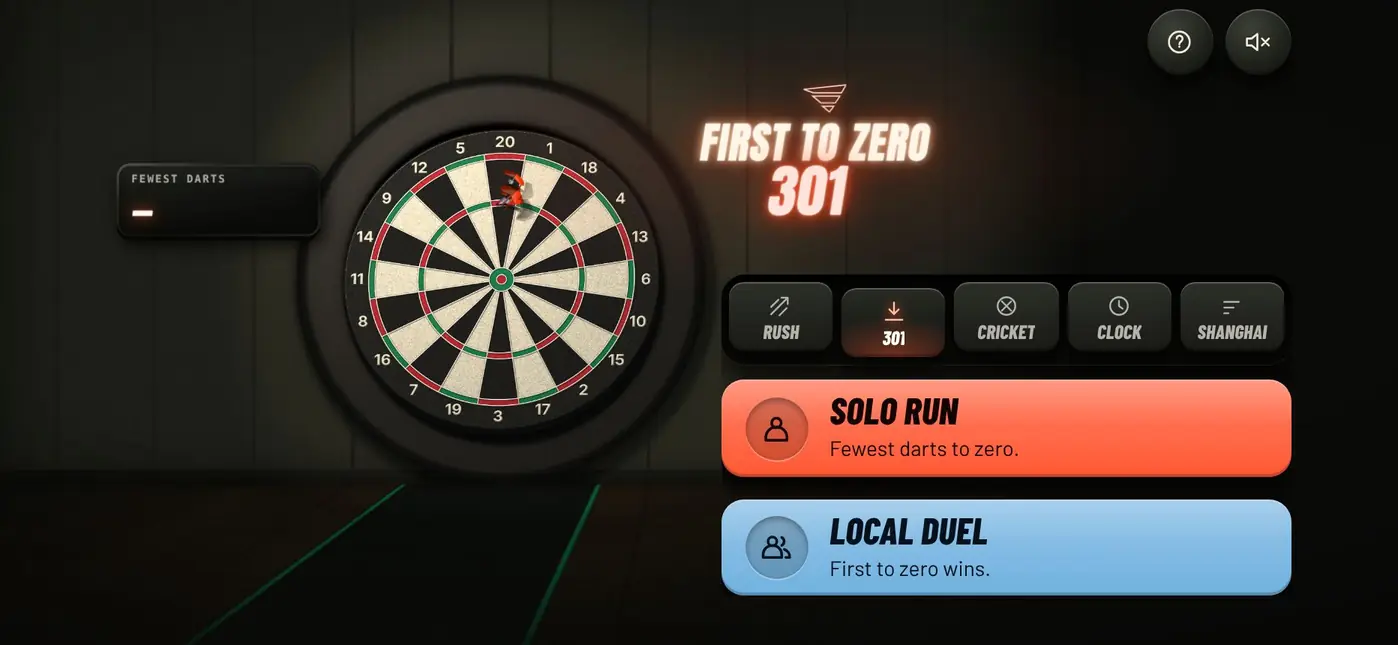 FEWEST DARTS
FIRST TO ZERO
301
20
1
18
4
13
6
10
15
2
17
3
19
7
16
8
11
14
9
12
5
RUSH
301
CRICKET
CLOCK
SHANGHAI
SOLO RUN
Fewest darts to zero.
LOCAL DUEL
First to zero wins.